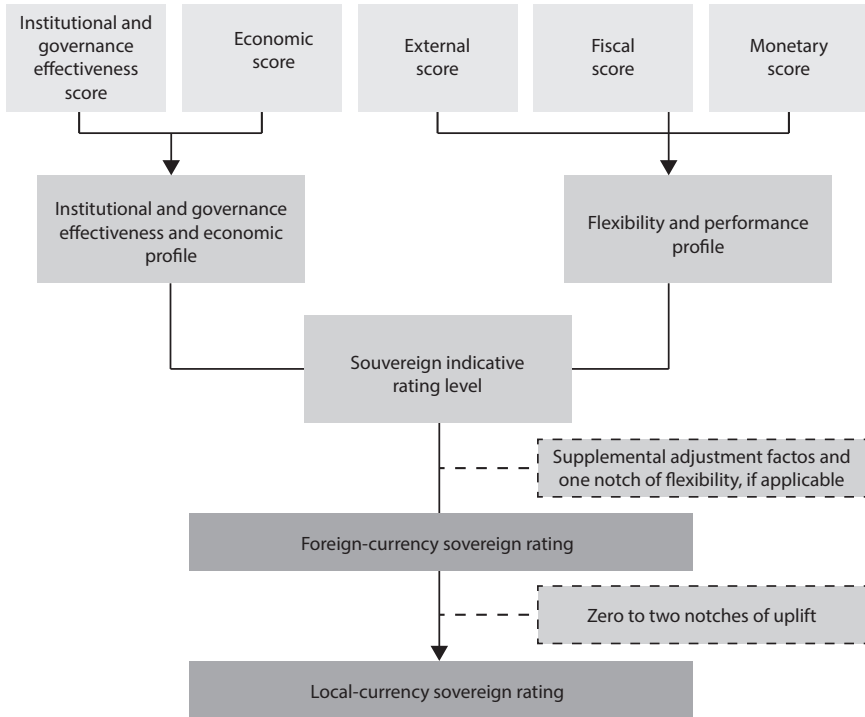 Institutional and
governance
effectiveness
score
Economic
score
External
score
Fiscal
score
Monetary
score
Institutional and governance
effectiveness and economic
profile
Flexibility and performance
profile
Souvereign indicative
rating level
Supplemental adjustment factos and
one notch of flexibility, if applicable
Foreign-currency sovereign rating
Zero to two notches of uplift
Local-currency sovereign rating